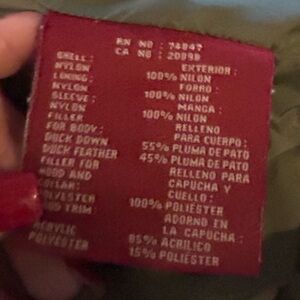 RN NO : 74847
CA NO : 20998
SHELL : EXTERIOR :
NYLON 100% NILON
LINING : FORRO :
NYLON 100% NILON
SLEEVE : MANGA :
NYLON 100% NILON
FILLER RELLENO
FOR BODY : PARA CUERPO :
DUCK DOWN 55% PLUMA DE PATO
DUCK FEATHER 45% PLUMA DE PATO
FILLER FOR RELLENO PARA
HOOD AND CAPUCHA Y
COLLAR : CUELLO :
POLYESTER 100% POLIÉSTER
HOOD TRIM ADORNO EN
LA CAPUCHA :
ACRYLIC 85% ACRILICO
POLYESTER 15% POLIÉSTER